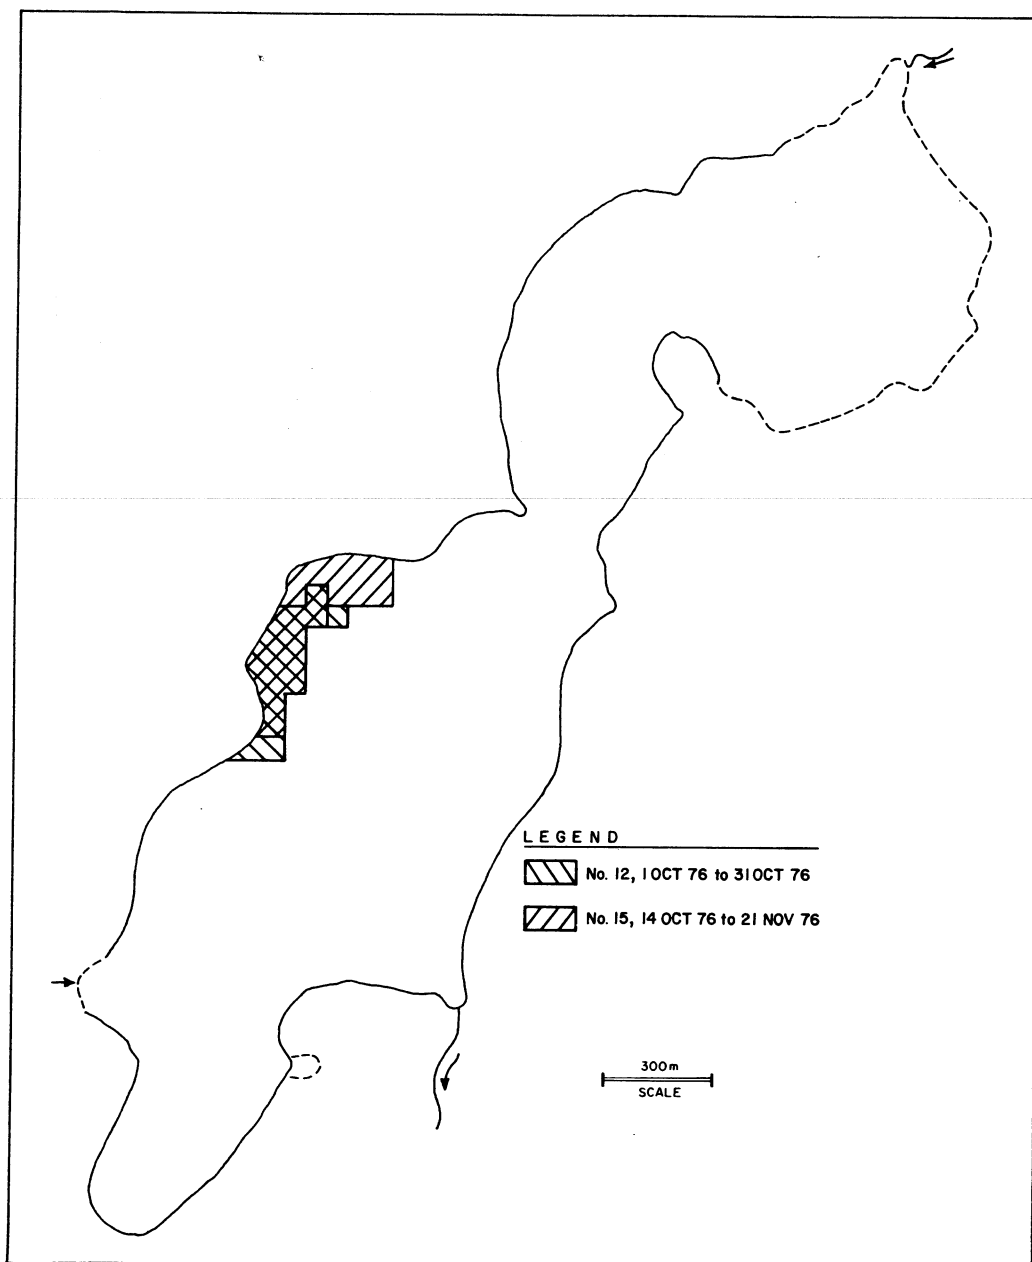 LEGEND
No. 12, 1 OCT 76 to 31 OCT 76
No. 15, 14 OCT 76 to 21 NOV 76
300m
SCALE